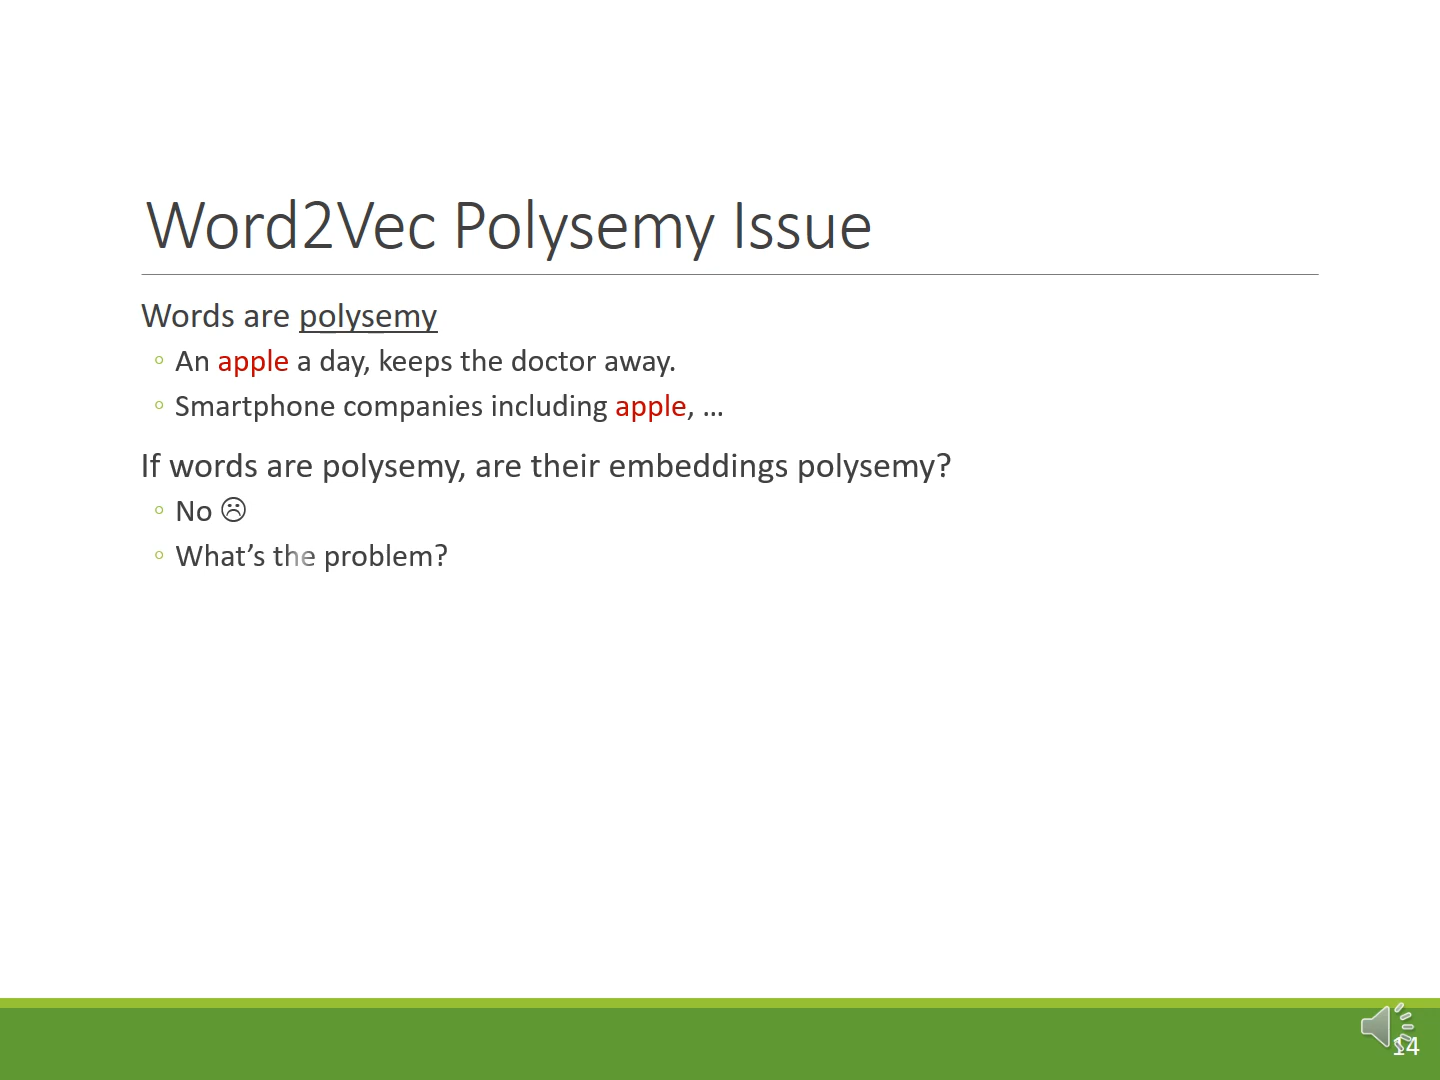 Word2Vec Polysemy Issue
Words are polysemy
◦ An apple a day, keeps the doctor away.
◦ Smartphone companies including apple, …
If words are polysemy, are their embeddings polysemy?
◦ No ☹
◦ What’s the problem?
14